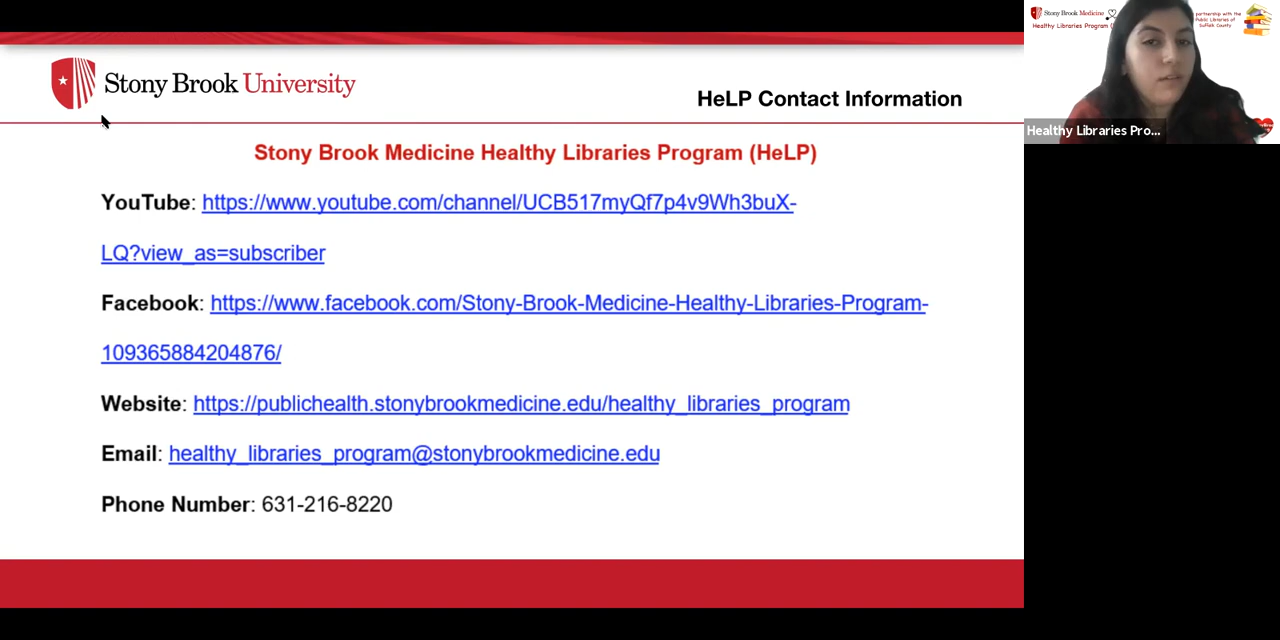 Stony Brook University
HeLP Contact Information
Stony Brook Medicine Healthy Libraries Program (HeLP)
YouTube: https://www.youtube.com/channel/UCB517myQf7p4v9Wh3buX-
LQ?view_as=subscriber
Facebook: https://www.facebook.com/Stony-Brook-Medicine-Healthy-Libraries-Program-
109365884204876/
Website: https://publichealth.stonybrookmedicine.edu/healthy_libraries_program
Email: healthy_libraries_program@stonybrookmedicine.edu
Phone Number: 631-216-8220
Stony Brook Medicine
Healthy Libraries Program
partnership with the
Public Libraries of
Suffolk County
Healthy Libraries Pro...